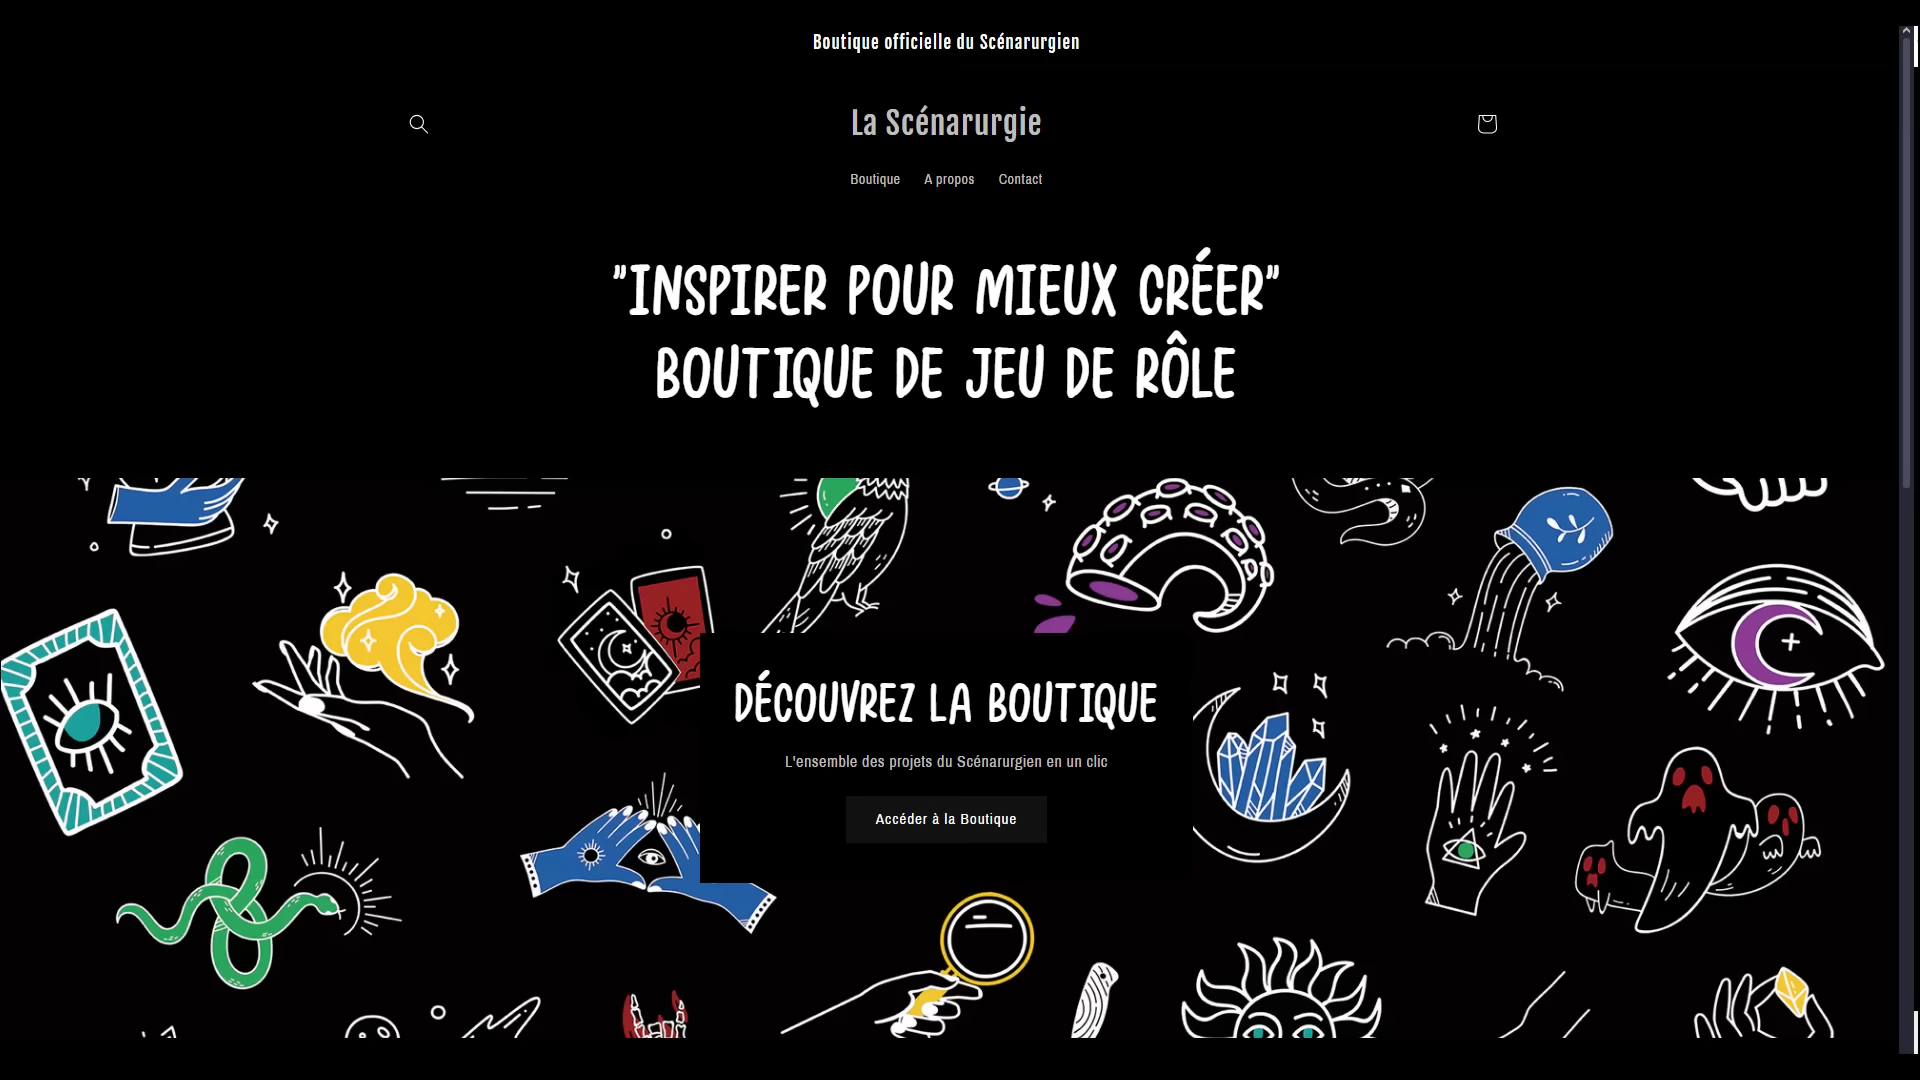 Boutique officielle du Scénarurgien
La Scénarurgie
Boutique
A propos
Contact
"INSPIRER POUR MIEUX CRÉER"
BOUTIQUE DE JEU DE RÔLE
DÉCOUVREZ LA BOUTIQUE
L'ensemble des projets du Scénarurgien en un clic
Accéder à la Boutique